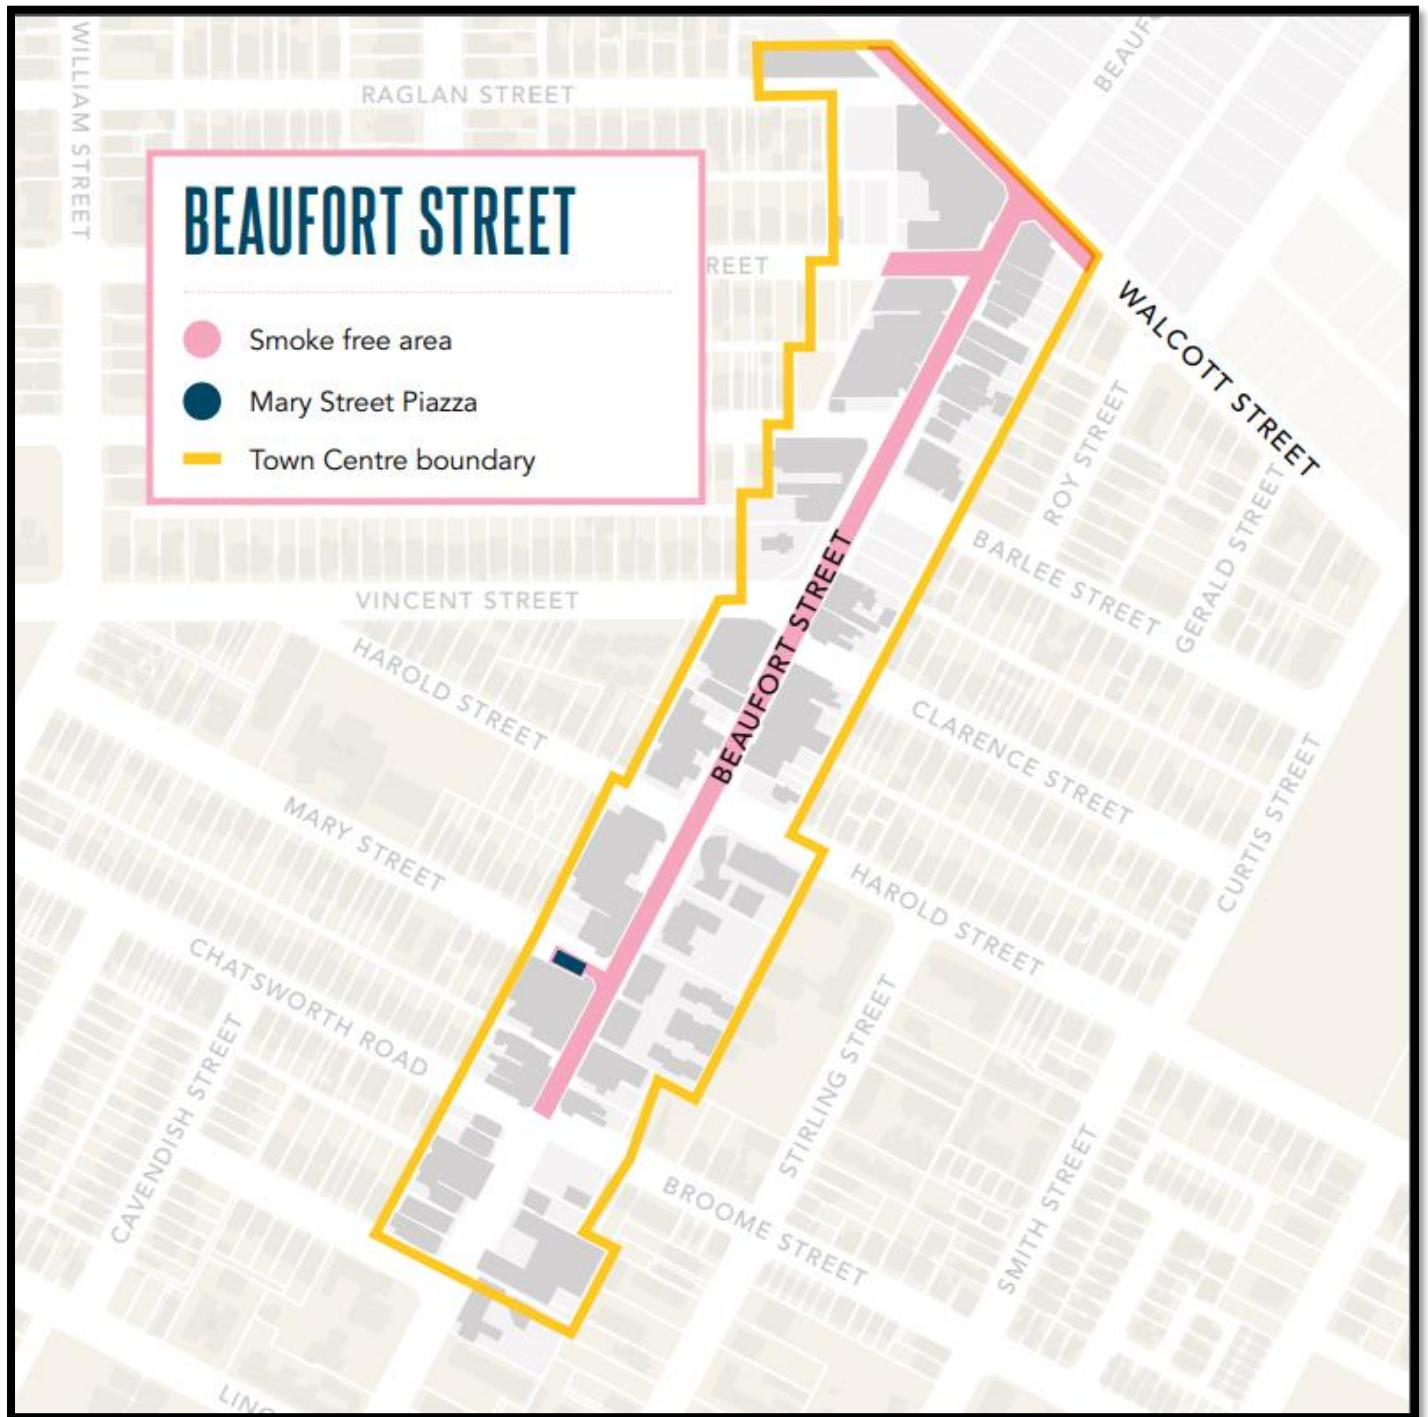 WILLIAM STREET
BEAUF
RAGLAN STREET
BEAUFORT STREET
REET
Smoke free area
Mary Street Piazza
Town Centre boundary
WALCOTT STREET
ROY STREET
GERALD STREET
BARLEE STREET
BEAUFORT STREET
VINCENT STREET
HAROLD STREET
CLARENCE STREET
CURTIS STREET
MARY STREET
HAROLD STREET
CHATSWORTH ROAD
CAVENDISH STREET
STIRLING STREET
BROOME STREET
SMITH STREET
LINC